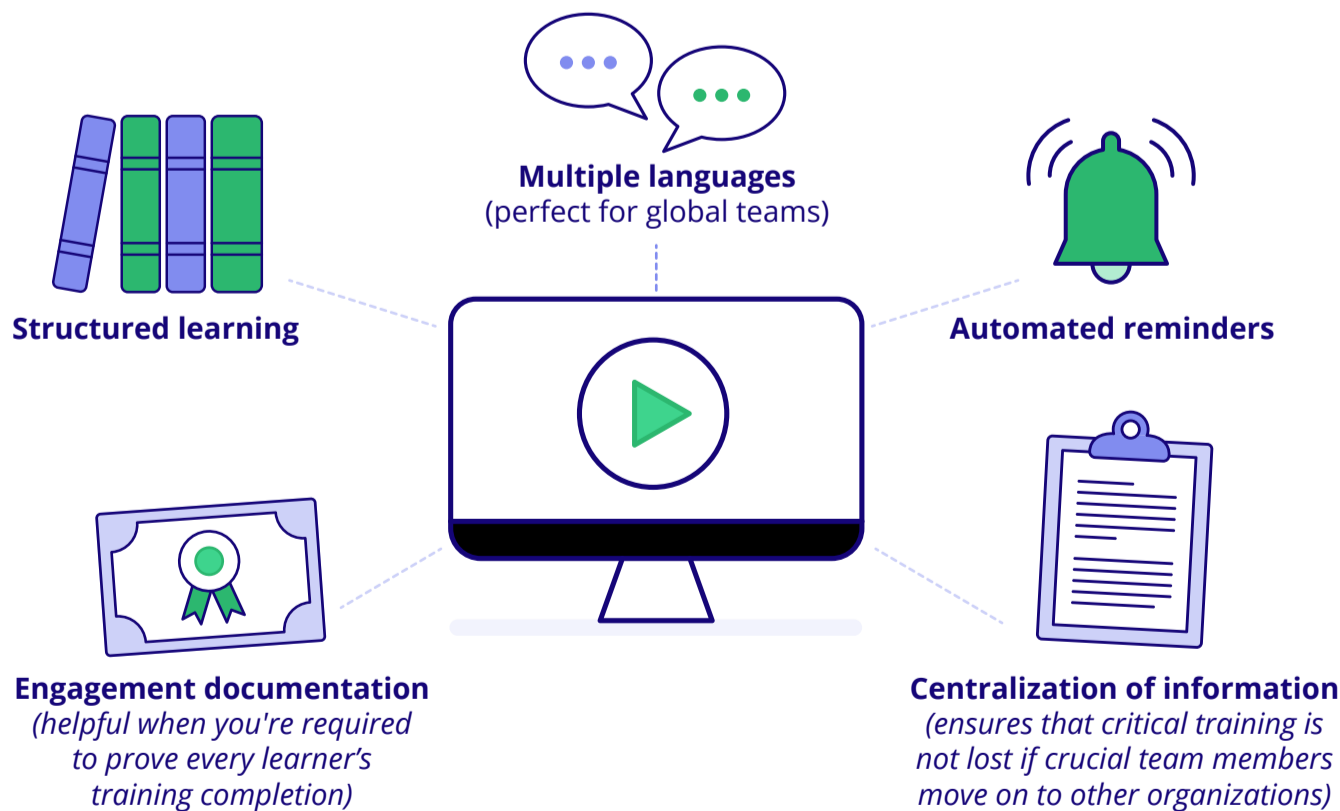 Multiple languages
(perfect for global teams)
Structured learning
Automated reminders
Engagement documentation
(helpful when you're required
to prove every learner’s
training completion)
Centralization of information
(ensures that critical training is
not lost if crucial team members
move on to other organizations)